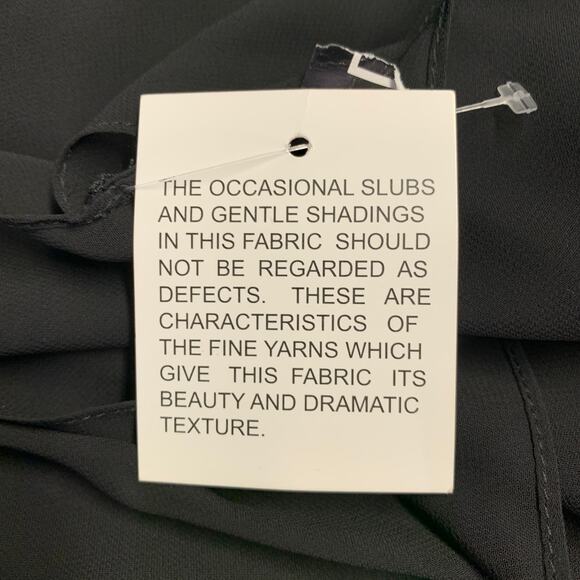 THE OCCASIONAL SLUBS
AND GENTLE SHADINGS
IN THIS FABRIC SHOULD
NOT BE REGARDED AS
DEFECTS. THESE ARE
CHARACTERISTICS OF
THE FINE YARNS WHICH
GIVE THIS FABRIC ITS
BEAUTY AND DRAMATIC
TEXTURE.